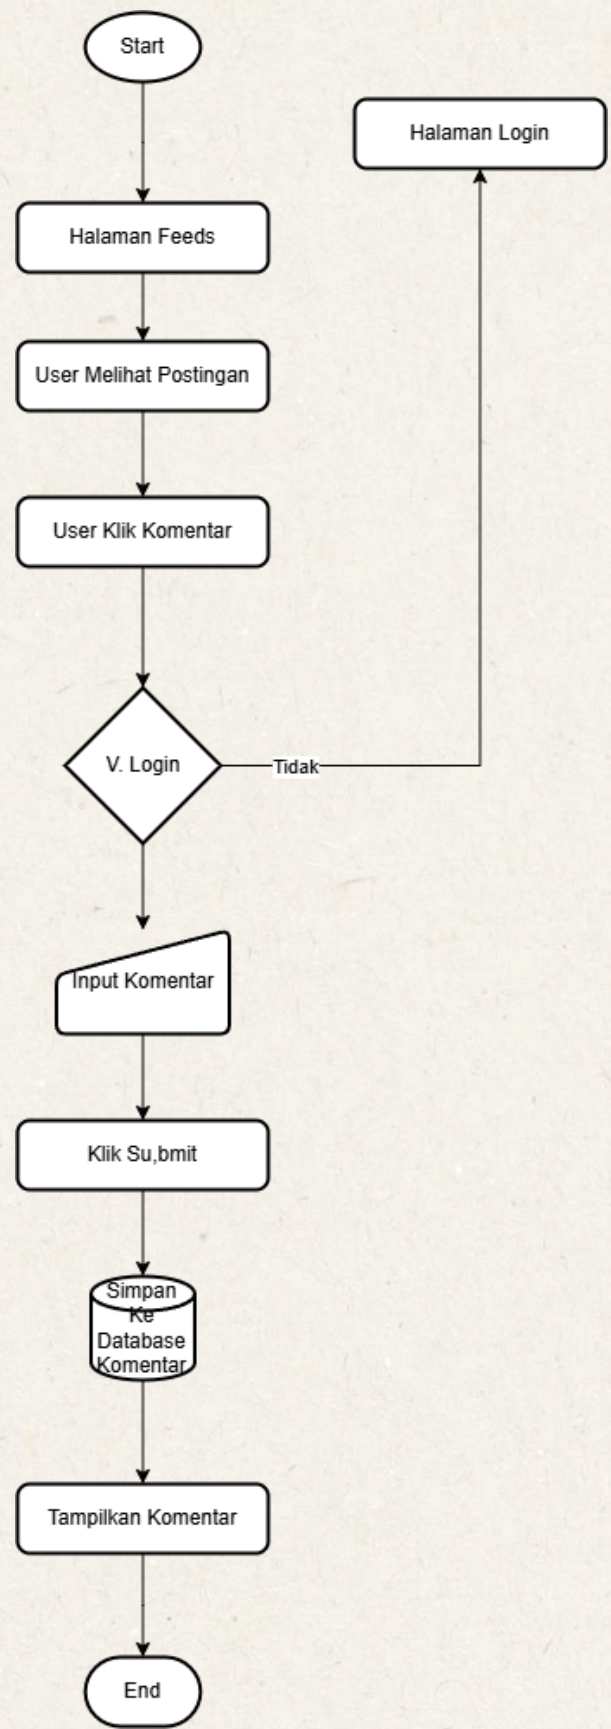 Start
Halaman Login
Halaman Feeds
User Melihat Postingan
User Klik Komentar
V. Login
Tidak
Input Komentar
Klik Su,bmit
Simpan
Ke
Database
Komentar
Tampilkan Komentar
End